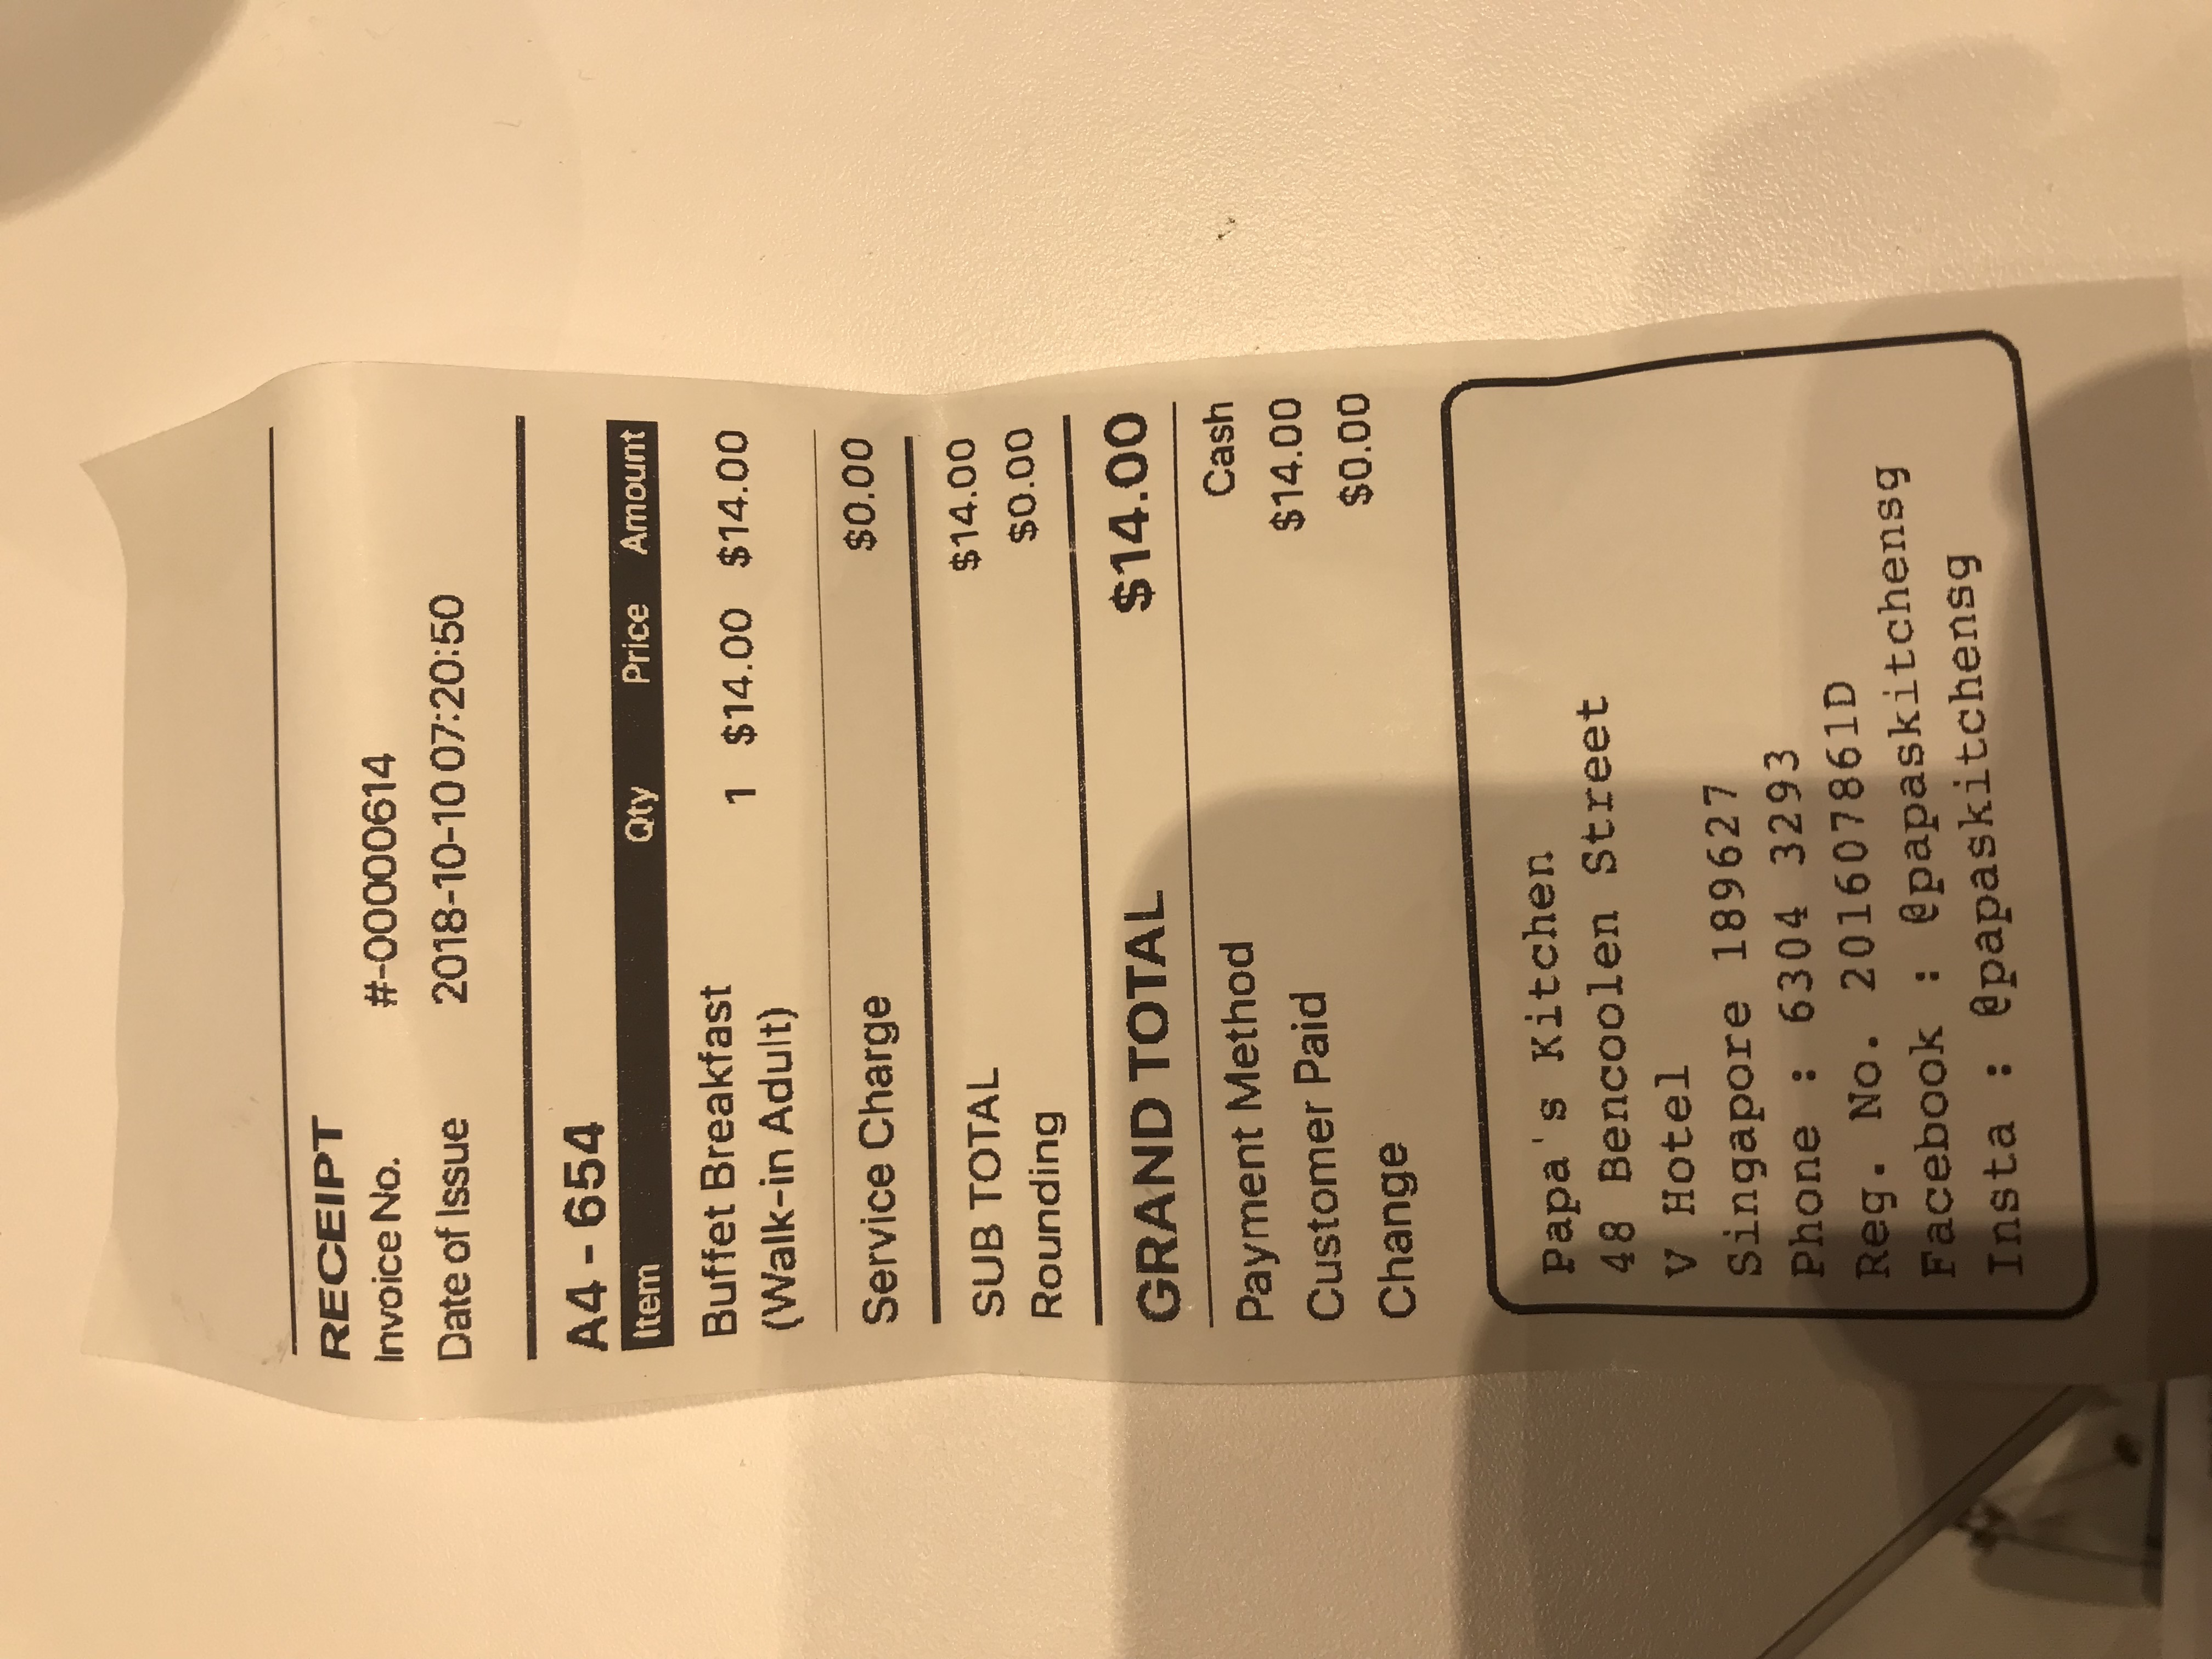 RECEIPT
Invoice No. #-00000614
Date of Issue 2018-10-10 07:20:50
A4 - 654
Item Qty Price Amount
Buffet Breakfast 1 $14.00 $14.00
(Walk-in Adult)
Service Charge $0.00
SUB TOTAL $14.00
Rounding $0.00
GRAND TOTAL $14.00
Payment Method Cash
Customer Paid $14.00
Change $0.00
Papa's Kitchen
48 Bencoolen Street
V Hotel
Singapore 189627
Phone : 6304 3293
Reg. No. 201607861D
Facebook : @papaskitchensg
Insta : @papaskitchensg